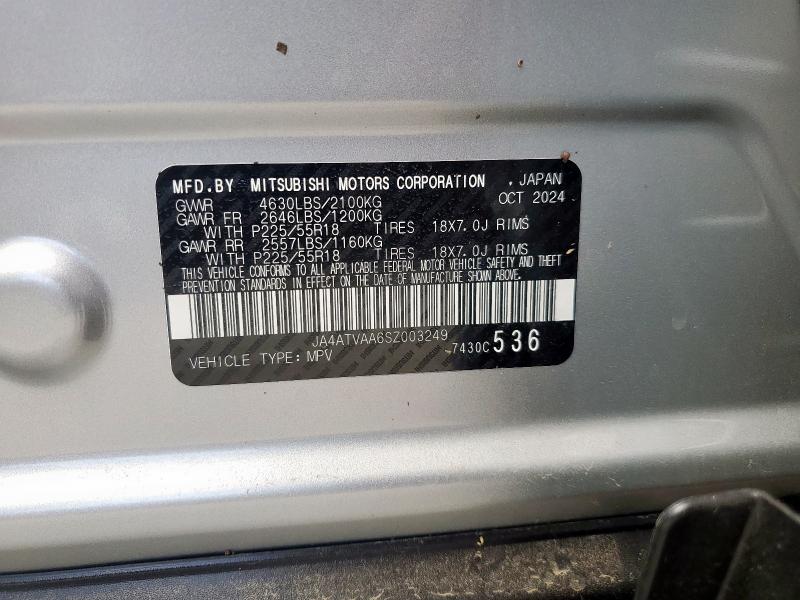 MFD.BY MITSUBISHI MOTORS CORPORATION , JAPAN
GVWR 4630LBS/2100KG OCT 2024
GAWR FR 2646LBS/1200KG
WITH P225/55R18 TIRES 18X7.0J RIMS
GAWR RR 2557LBS/1160KG
WITH P225/55R18 TIRES 18X7.0J RIMS
THIS VEHICLE CONFORMS TO ALL APPLICABLE FEDERAL MOTOR VEHICLE SAFETY AND THEFT
PREVENTION STANDARDS IN EFFECT ON THE DATE OF MANUFACTURE SHOWN ABOVE.
JA4ATVAA6SZ003249
VEHICLE TYPE: MPV 7430C 536